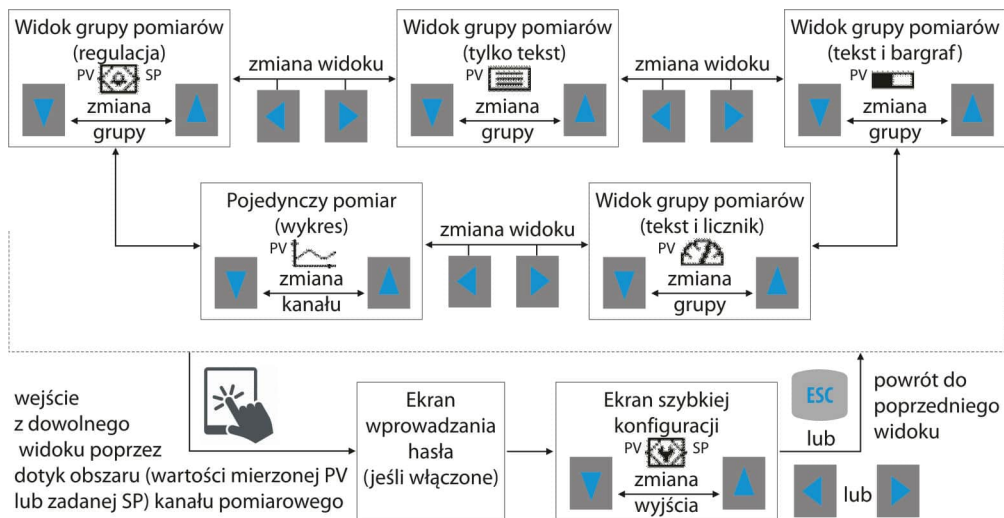 Widok grupy pomiarów
(regulacja)
PV SP
zmiana
grupy
zmiana widoku
Widok grupy pomiarów
(tylko tekst)
PV
zmiana
grupy
zmiana widoku
Widok grupy pomiarów
(tekst i bargraf)
PV
zmiana
grupy
Pojedynczy pomiar
(wykres)
PV
zmiana
kanału
zmiana widoku
Widok grupy pomiarów
(tekst i licznik)
PV
zmiana
grupy
wejście
z dowolnego
widoku poprzez
dotyk obszaru (wartości mierzonej PV
lub zadanej SP) kanału pomiarowego
Ekran
wprowadzania
hasła
(jeśli włączone)
Ekran szybkiej
konfiguracji
PV SP
zmiana
wyjścia
ESC
lub
lub
powrót do
poprzedniego
widoku